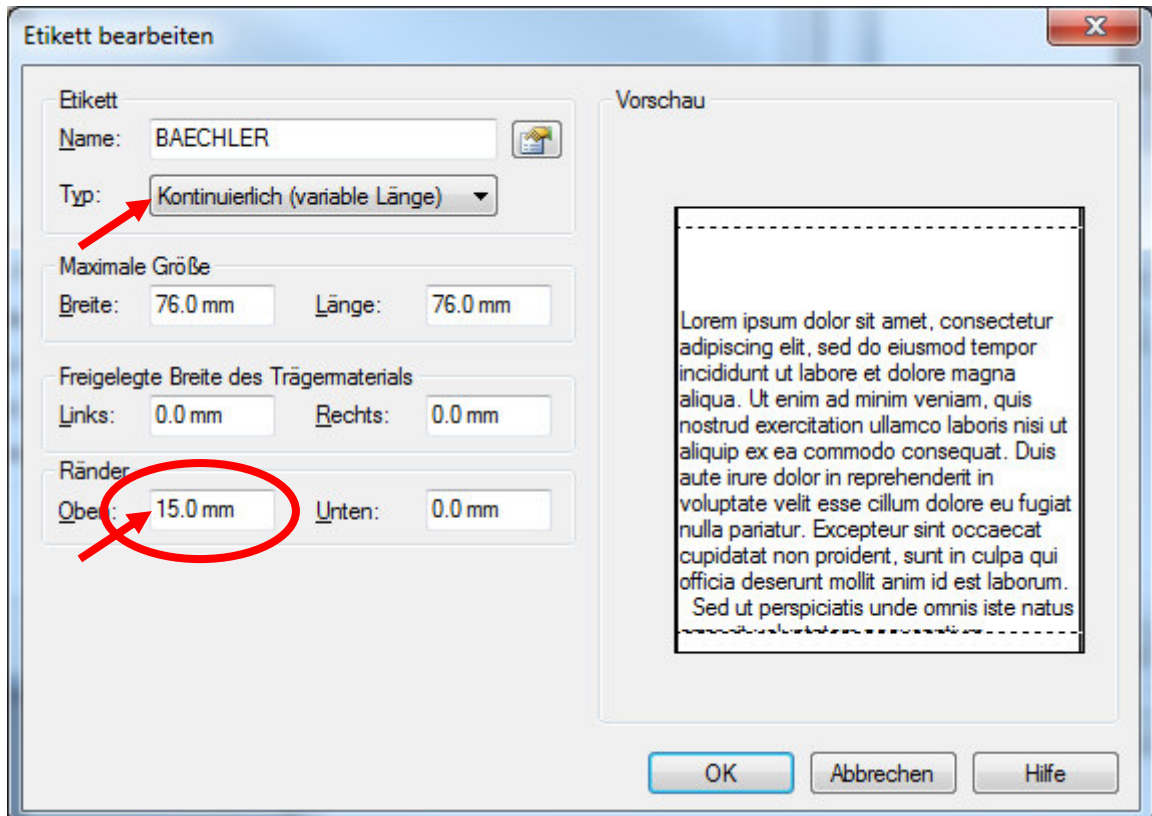 Etikett bearbeiten
Etikett
Name: BAECHLER
Typ: Kontinuierlich (variable Länge)
Maximale Größe
Breite: 76.0 mm Länge: 76.0 mm
Freigelegte Breite des Trägermaterials
Links: 0.0 mm Rechts: 0.0 mm
Ränder
Oben: 15.0 mm Unten: 0.0 mm
Vorschau
Lorem ipsum dolor sit amet, consectetur
adipiscing elit, sed do eiusmod tempor
incididunt ut labore et dolore magna
aliqua. Ut enim ad minim veniam, quis
nostrud exercitation ullamco laboris nisi ut
aliquip ex ea commodo consequat. Duis
aute irure dolor in reprehenderit in
voluptate velit esse cillum dolore eu fugiat
nulla pariatur. Excepteur sint occaecat
cupidatat non proident, sunt in culpa qui
officia deserunt mollit anim id est laborum.
Sed ut perspiciatis unde omnis iste natus
OK Abbrechen Hilfe